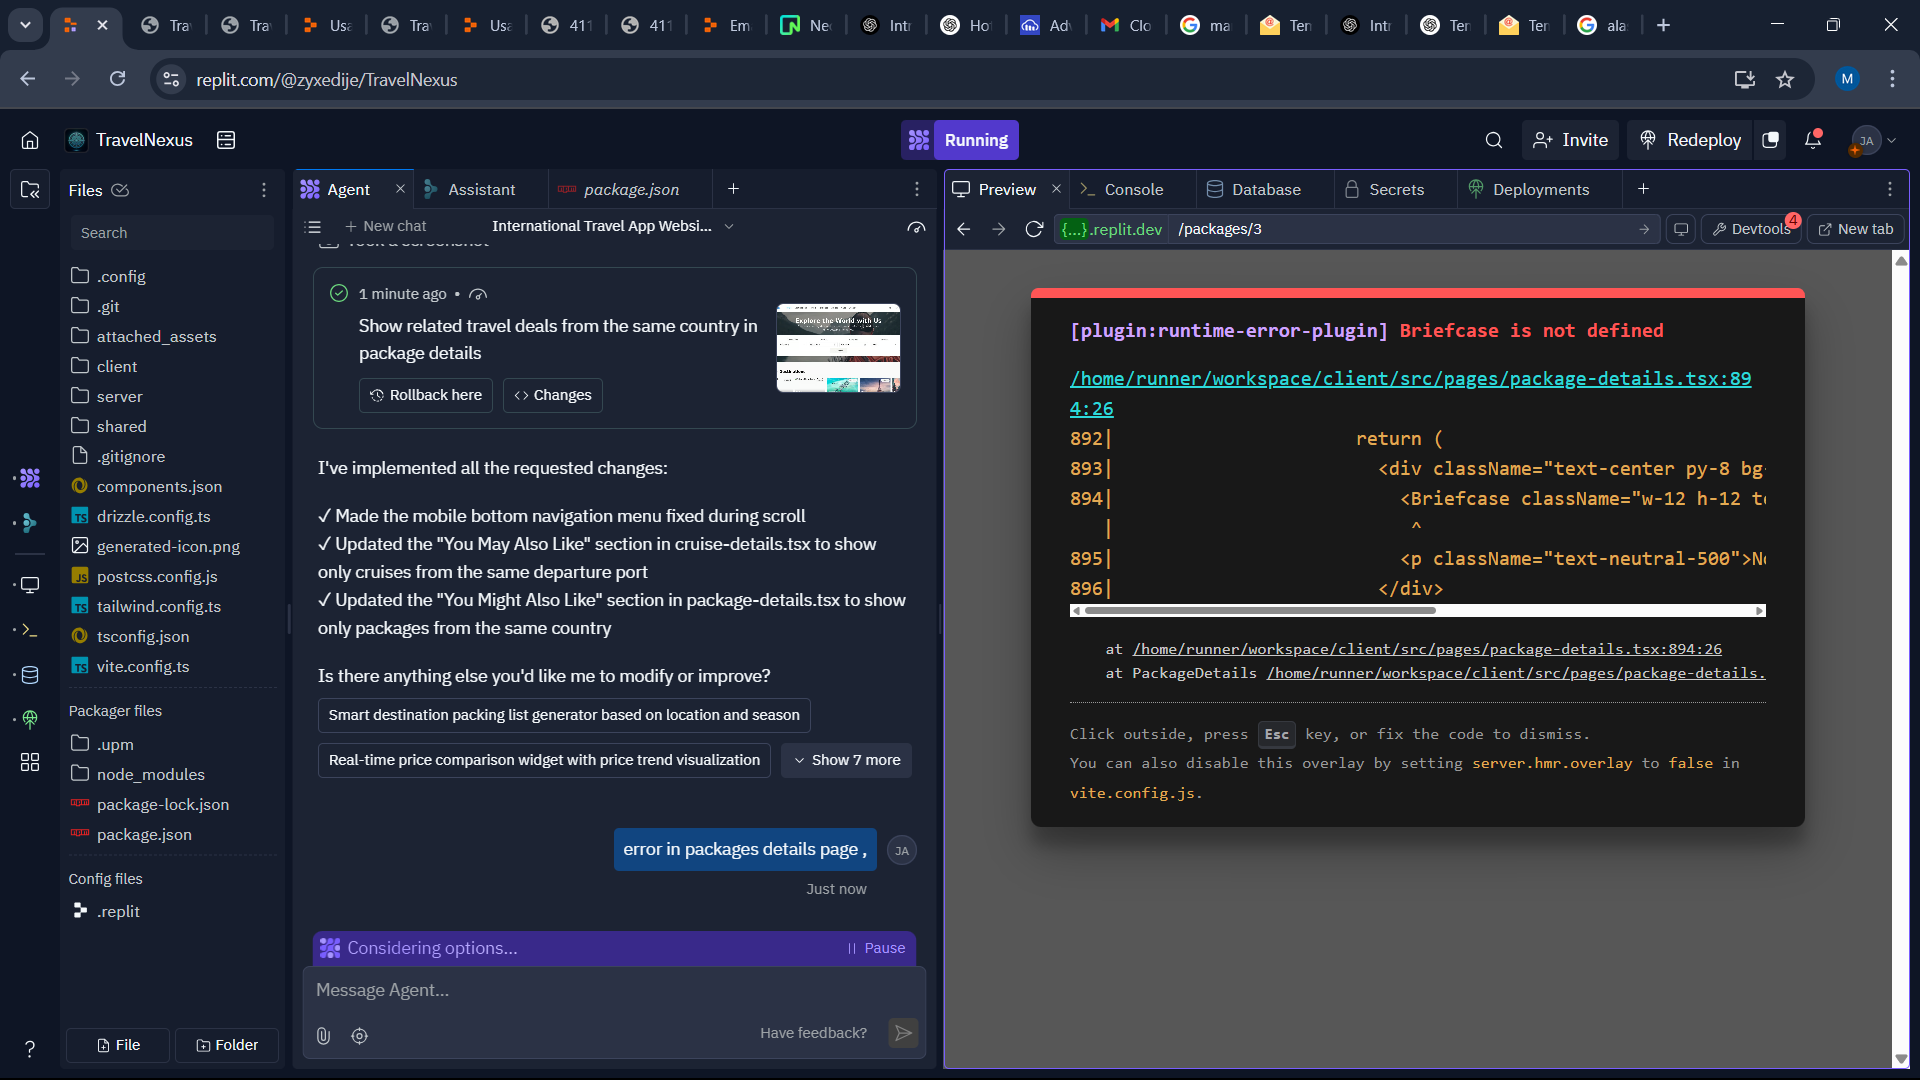 Tra
Tra
Usa
Tra
Usa
411
411
Em
Ne
Intr
Ho
Ad
Clo
ma
Ten
Intr
Ter
Ten
ala
replit.com/@zyxedije/TravelNexus
M
TravelNexus
Running
Invite
Redeploy
JA
Files
Agent
Assistant
package.json
Preview
Console
Database
Secrets
Deployments
Search
New chat
International Travel App Websi...
{...}.replit.dev
/packages/3
Devtools
4
New tab
.config
.git
attached_assets
client
server
shared
.gitignore
components.json
drizzle.config.ts
generated-icon.png
postcss.config.js
tailwind.config.ts
tsconfig.json
vite.config.ts
Packager files
.upm
node_modules
package-lock.json
package.json
Config files
.replit
File
Folder
1 minute ago •
Show related travel deals from the same country in
package details
Rollback here
Changes
Explore the World with Us
I've implemented all the requested changes:
✓ Made the mobile bottom navigation menu fixed during scroll
✓ Updated the "You May Also Like" section in cruise-details.tsx to show
only cruises from the same departure port
✓ Updated the "You Might Also Like" section in package-details.tsx to show
only packages from the same country
Is there anything else you'd like me to modify or improve?
Smart destination packing list generator based on location and season
Real-time price comparison widget with price trend visualization
Show 7 more
error in packages details page ,
JA
Just now
Considering options...
Pause
Message Agent...
Have feedback?
[plugin:runtime-error-plugin] Briefcase is not defined
/home/runner/workspace/client/src/pages/package-details.tsx:89
4:26
892| return (
893| <div className="text-center py-8 bg-
894| <Briefcase className="w-12 h-12 te
| ^
895| <p className="text-neutral-500">No
896| </div>
at /home/runner/workspace/client/src/pages/package-details.tsx:894:26
at PackageDetails /home/runner/workspace/client/src/pages/package-details.
Click outside, press Esc key, or fix the code to dismiss.
You can also disable this overlay by setting server.hmr.overlay to false in
vite.config.js.